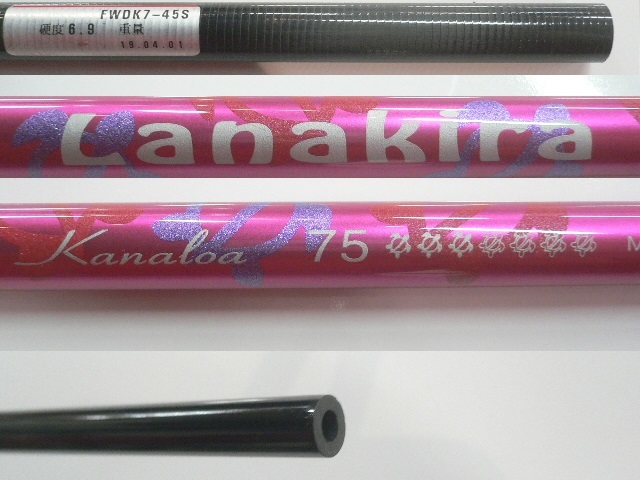 FWDK7-45S
硬度6.9 重量
19.04.01
Lanakira
Kanaloa 75
M